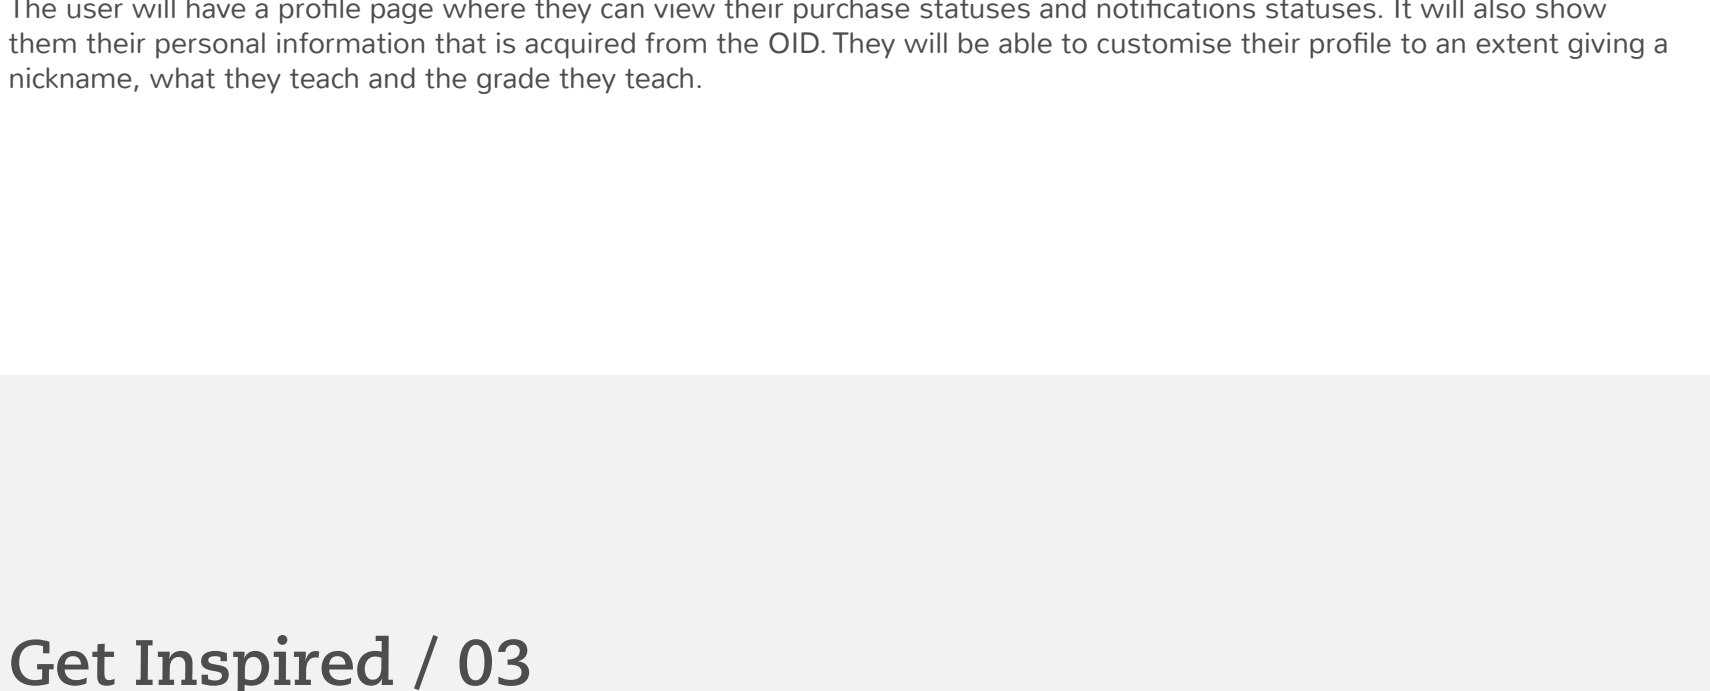 The user will have a profile page where they can view their purchase statuses and notifications statuses. It will also show
them their personal information that is acquired from the OID. They will be able to customise their profile to an extent giving a
nickname, what they teach and the grade they teach.
Get Inspired / 03